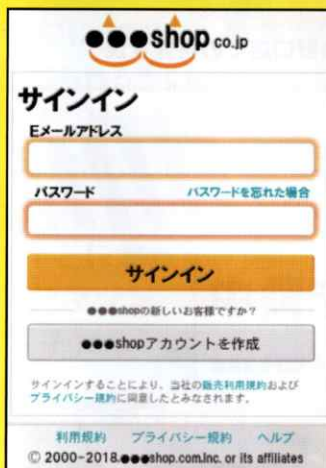 ●●●shop co.jp
サインイン
Eメールアドレス
パスワード パスワードを忘れた場合
サインイン
●●●shopの新しいお客様ですか？
●●●shopアカウントを作成
サインインすることにより、当社の販売利用規約および
プライバシー規約に同意したとみなされます。
利用規約 プライバシー規約 ヘルプ
© 2000-2018.●●●shop.com.Inc. or its affiliates